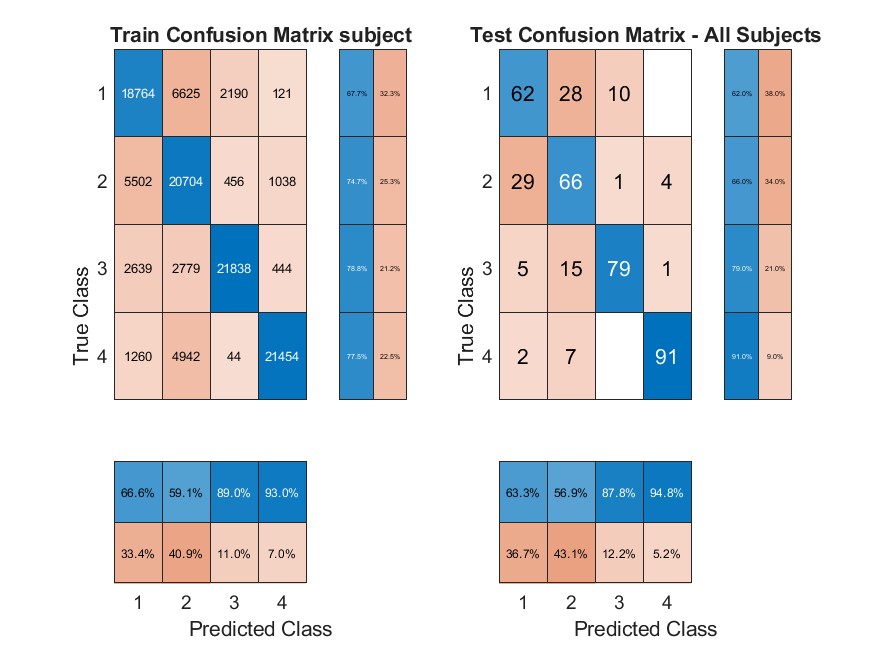 Train Confusion Matrix subject
Test Confusion Matrix - All Subjects
True Class
1 18764 6625 2190 121 67.7% 32.3%
2 5502 20704 456 1038 74.7% 25.3%
3 2639 2779 21838 444 78.8% 21.2%
4 1260 4942 44 21454 77.5% 22.5%
66.6% 59.1% 89.0% 93.0%
33.4% 40.9% 11.0% 7.0%
1 2 3 4
Predicted Class
True Class
1 62 28 10 62.0% 38.0%
2 29 66 1 4 66.0% 34.0%
3 5 15 79 1 79.0% 21.0%
4 2 7 91 91.0% 9.0%
63.3% 56.9% 87.8% 94.8%
36.7% 43.1% 12.2% 5.2%
1 2 3 4
Predicted Class